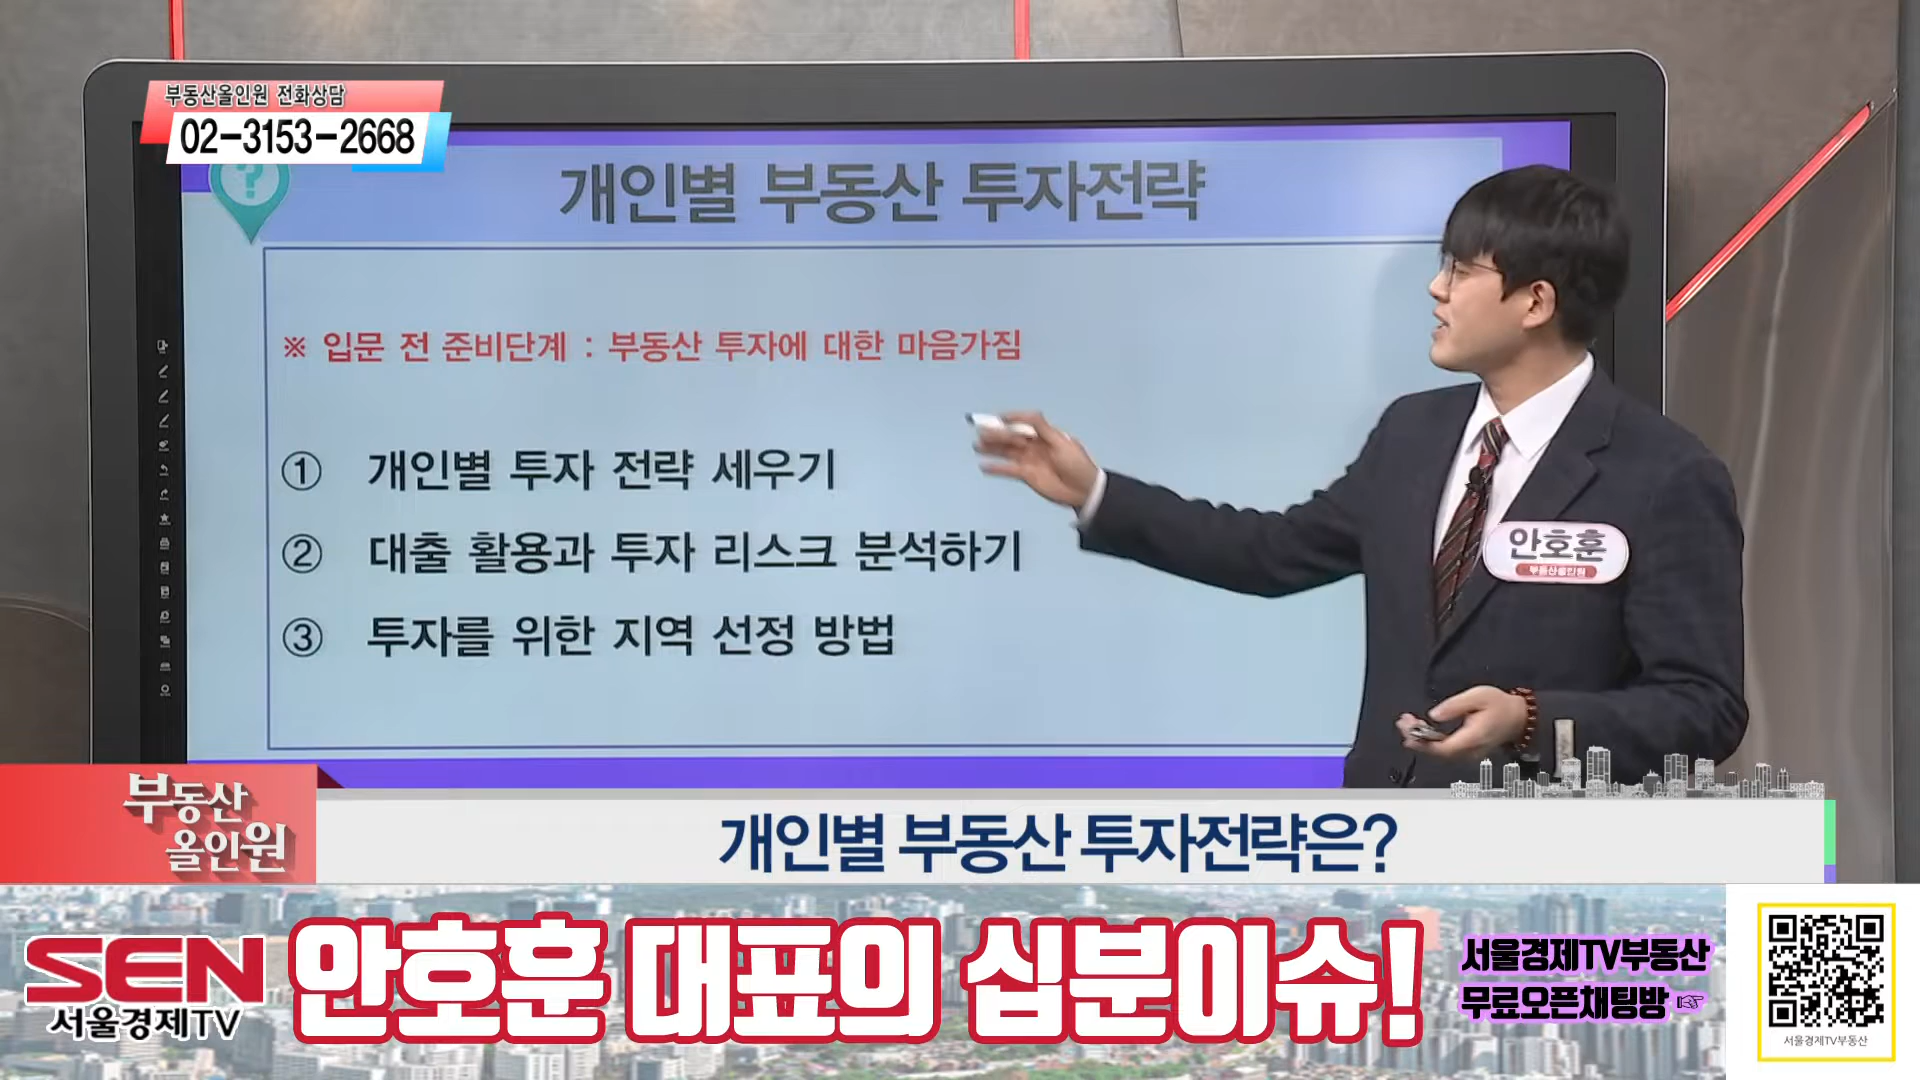 부동산올인원 전화상담
02-3153-2668
?
개인별 부동산 투자전략
※ 입문 전 준비단계 : 부동산 투자에 대한 마음가짐
① 개인별 투자 전략 세우기
② 대출 활용과 투자 리스크 분석하기
③ 투자를 위한 지역 선정 방법
안호훈
부동산올인원
부동산
올인원
개인별 부동산 투자전략은?
SEN
서울경제TV
안호훈 대표의 십분이슈!
서울경제TV부동산
무료오픈채팅방 ☞
서울경제TV부동산